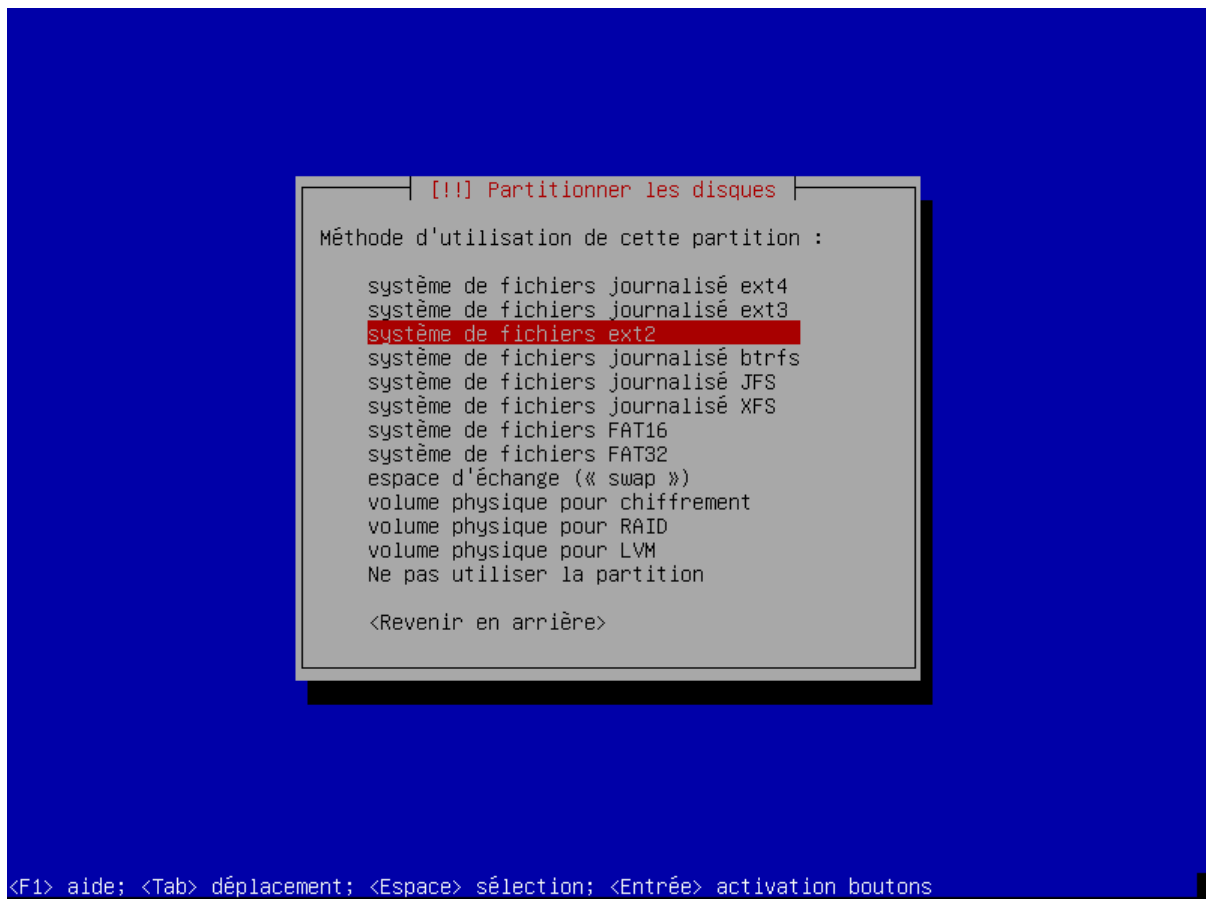 [!!] Partitionner les disques
Méthode d'utilisation de cette partition :
système de fichiers journalisé ext4
système de fichiers journalisé ext3
système de fichiers ext2
système de fichiers journalisé btrfs
système de fichiers journalisé JFS
système de fichiers journalisé XFS
système de fichiers FAT16
système de fichiers FAT32
espace d'échange (« swap »)
volume physique pour chiffrement
volume physique pour RAID
volume physique pour LVM
Ne pas utiliser la partition
<Revenir en arrière>
<F1> aide; <Tab> déplacement; <Espace> sélection; <Entrée> activation boutons